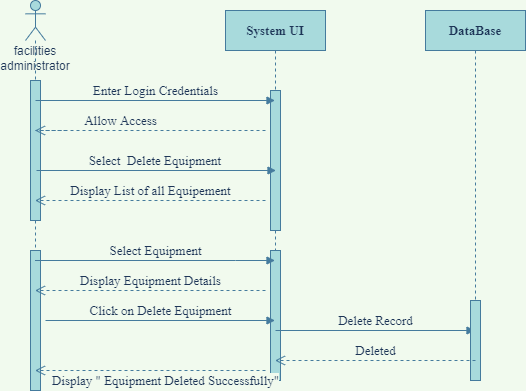 System UI
DataBase
facilities
administrator
Enter Login Credentials
Allow Access
Select Delete Equipment
Display List of all Equipement
Select Equipment
Display Equipment Details
Click on Delete Equipment
Delete Record
Deleted
Display " Equipment Deleted Successfully"